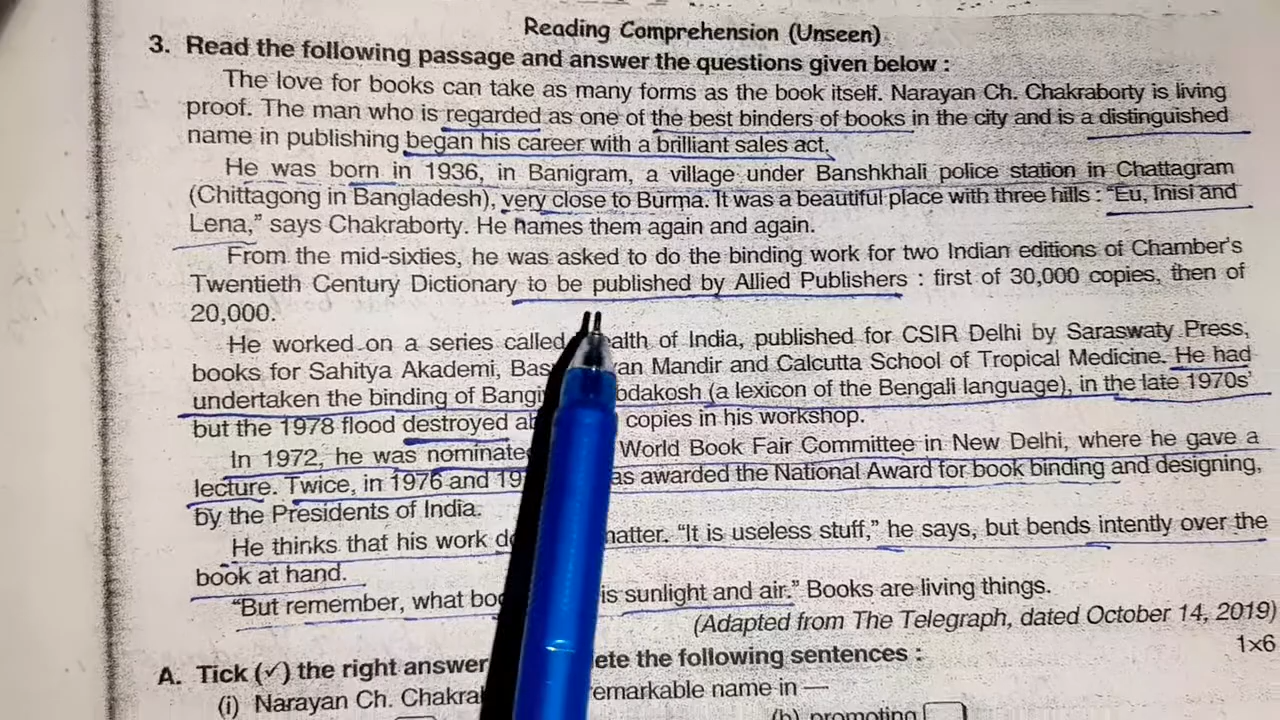 Reading Comprehension (Unseen)
3. Read the following passage and answer the questions given below :
The love for books can take as many forms as the book itself. Narayan Ch. Chakraborty is living
proof. The man who is regarded as one of the best binders of books in the city and is a distinguished
name in publishing began his career with a brilliant sales act.
He was born in 1936, in Banigram, a village under Banshkhali police station in Chattagram
(Chittagong in Bangladesh), very close to Burma. It was a beautiful place with three hills : "Eu, Inisi and
Lena," says Chakraborty. He names them again and again.
From the mid-sixties, he was asked to do the binding work for two Indian editions of Chamber's
Twentieth Century Dictionary to be published by Allied Publishers : first of 30,000 copies, then of
20,000.
He worked on a series called ealth of India, published for CSIR Delhi by Saraswaty Press,
books for Sahitya Akademi, Mandir and Calcutta School of Tropical Medicine. He had
undertaken the binding of (a lexicon of the Bengali language), in the late 1970s'
but the 1978 flood destroyed copies in his workshop.
In 1972, he was World Book Fair Committee in New Delhi, where he gave a
lecture. Twice, in 1976 and awarded the National Award for book binding and designing,
by the Presidents of India.
He thinks that his work matter. "It is useless stuff," he says, but bends intently over the
book at hand.
"But remember, what is sunlight and air." Books are living things.
(Adapted from The Telegraph, dated October 14, 2019)
A. Tick (✓) the right answer ete the following sentences : 1×6
(i) Narayan Ch. emarkable name in —
(b) promoting